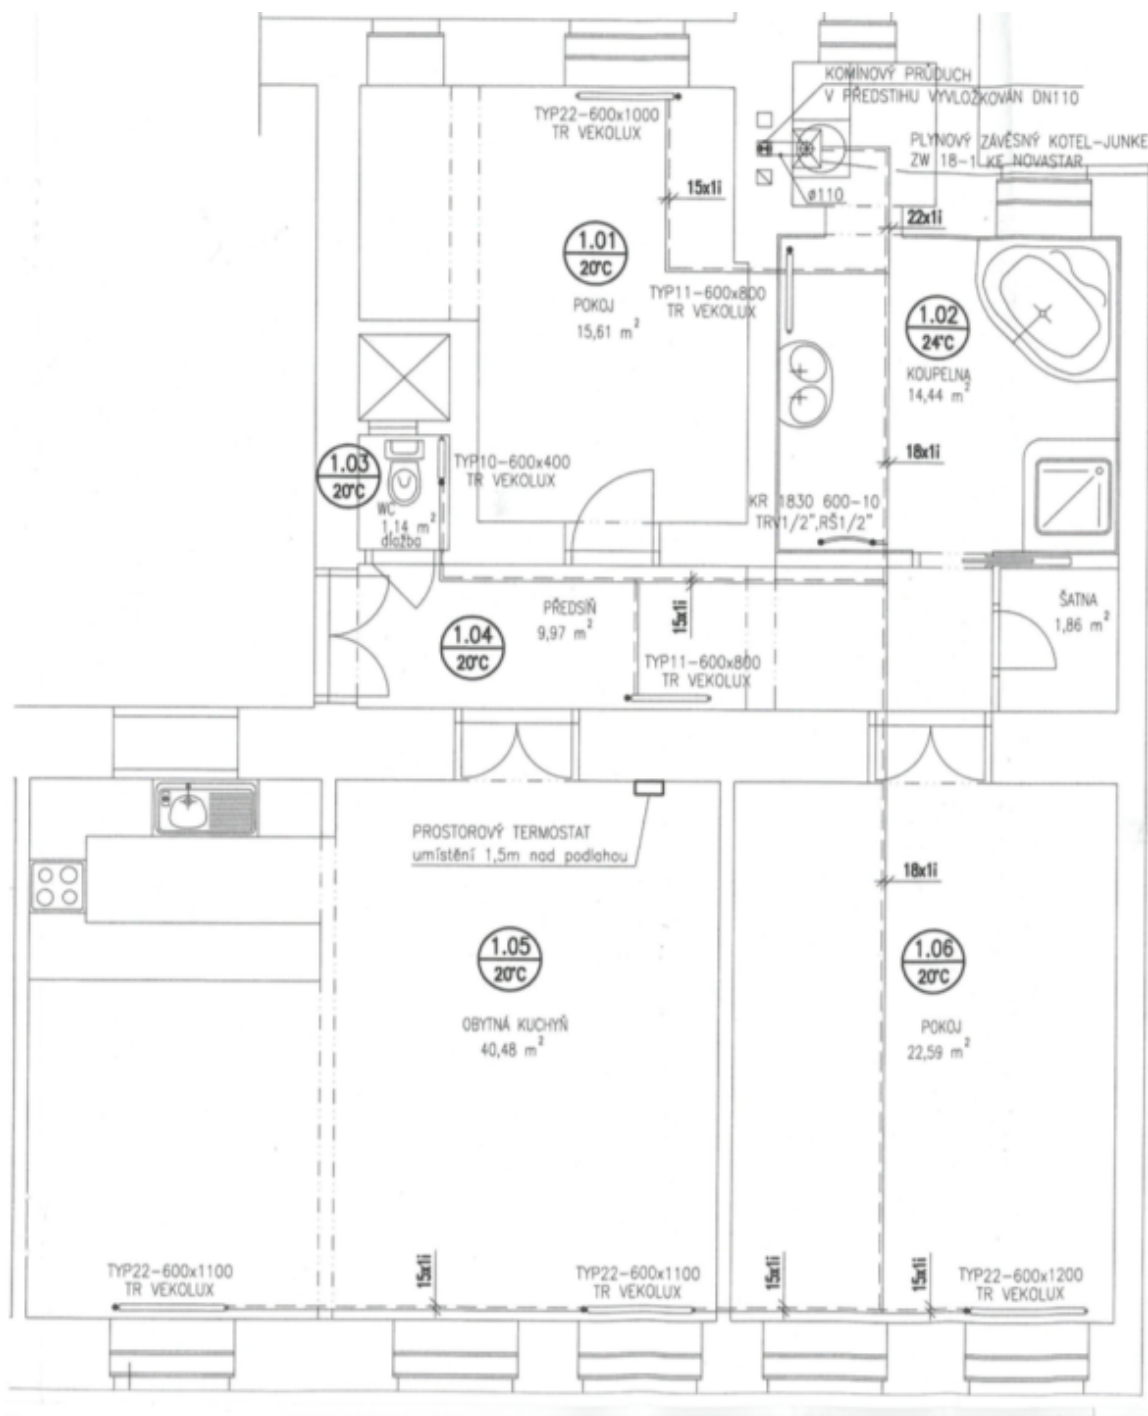 KOMÍNOVÝ PRŮDUCH
V PŘEDSTIHU VYVLOŽKOVÁN DN110
TYP22-600x1000
TR VEKOLUX
PLYNOVÝ ZÁVĚSNÝ KOTEL-JUNKE
ZW 18-1 KE NOVASTAR
15x1i
ø110
22x1i
1.01
20°C
TYP11-600x800
TR VEKOLUX
POKOJ
15,61 m²
1.02
24°C
KOUPELNA
14,44 m²
18x1i
1.03
20°C
TYP10-600x400
TR VEKOLUX
WC
1,14 m²
dlažba
KR 1830 600-10
TRV1/2",RŠ1/2"
PŘEDSÍŇ
9,97 m²
15x1i
ŠATNA
1,86 m²
1.04
20°C
TYP11-600x800
TR VEKOLUX
PROSTOROVÝ TERMOSTAT
umístění 1,5m nad podlahou
18x1i
1.05
20°C
1.06
20°C
OBYTNÁ KUCHYŇ
40,48 m²
POKOJ
22,59 m²
TYP22-600x1100
TR VEKOLUX
15x1i
TYP22-600x1100
TR VEKOLUX
15x1i
15x1i
TYP22-600x1200
TR VEKOLUX